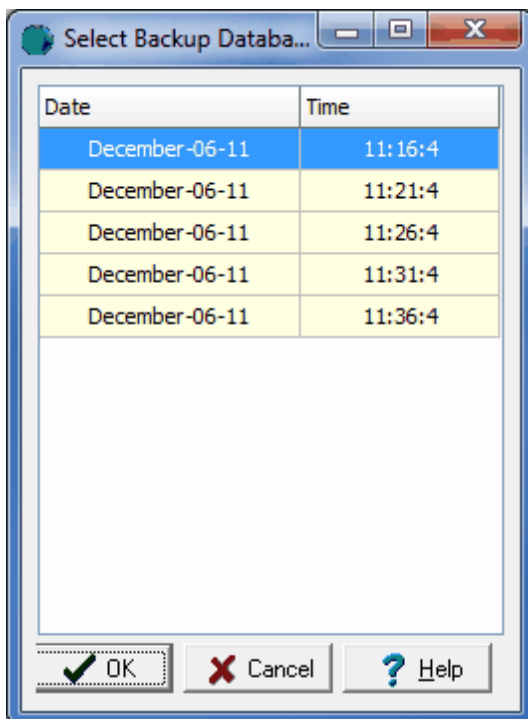 Select Backup Databa...
Date Time
December-06-11 11:16:4
December-06-11 11:21:4
December-06-11 11:26:4
December-06-11 11:31:4
December-06-11 11:36:4
OK Cancel Help